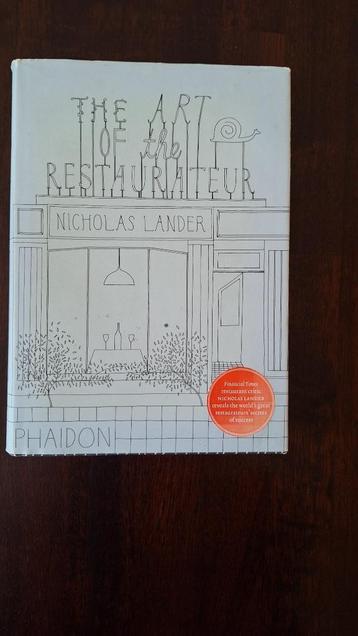 THE ART
OF the
RESTAURATEUR
NICHOLAS LANDER
Financial Times
restaurant critic
NICHOLAS LANDER
reveals the world's great
restaurateurs' secrets
of success
PHAIDON